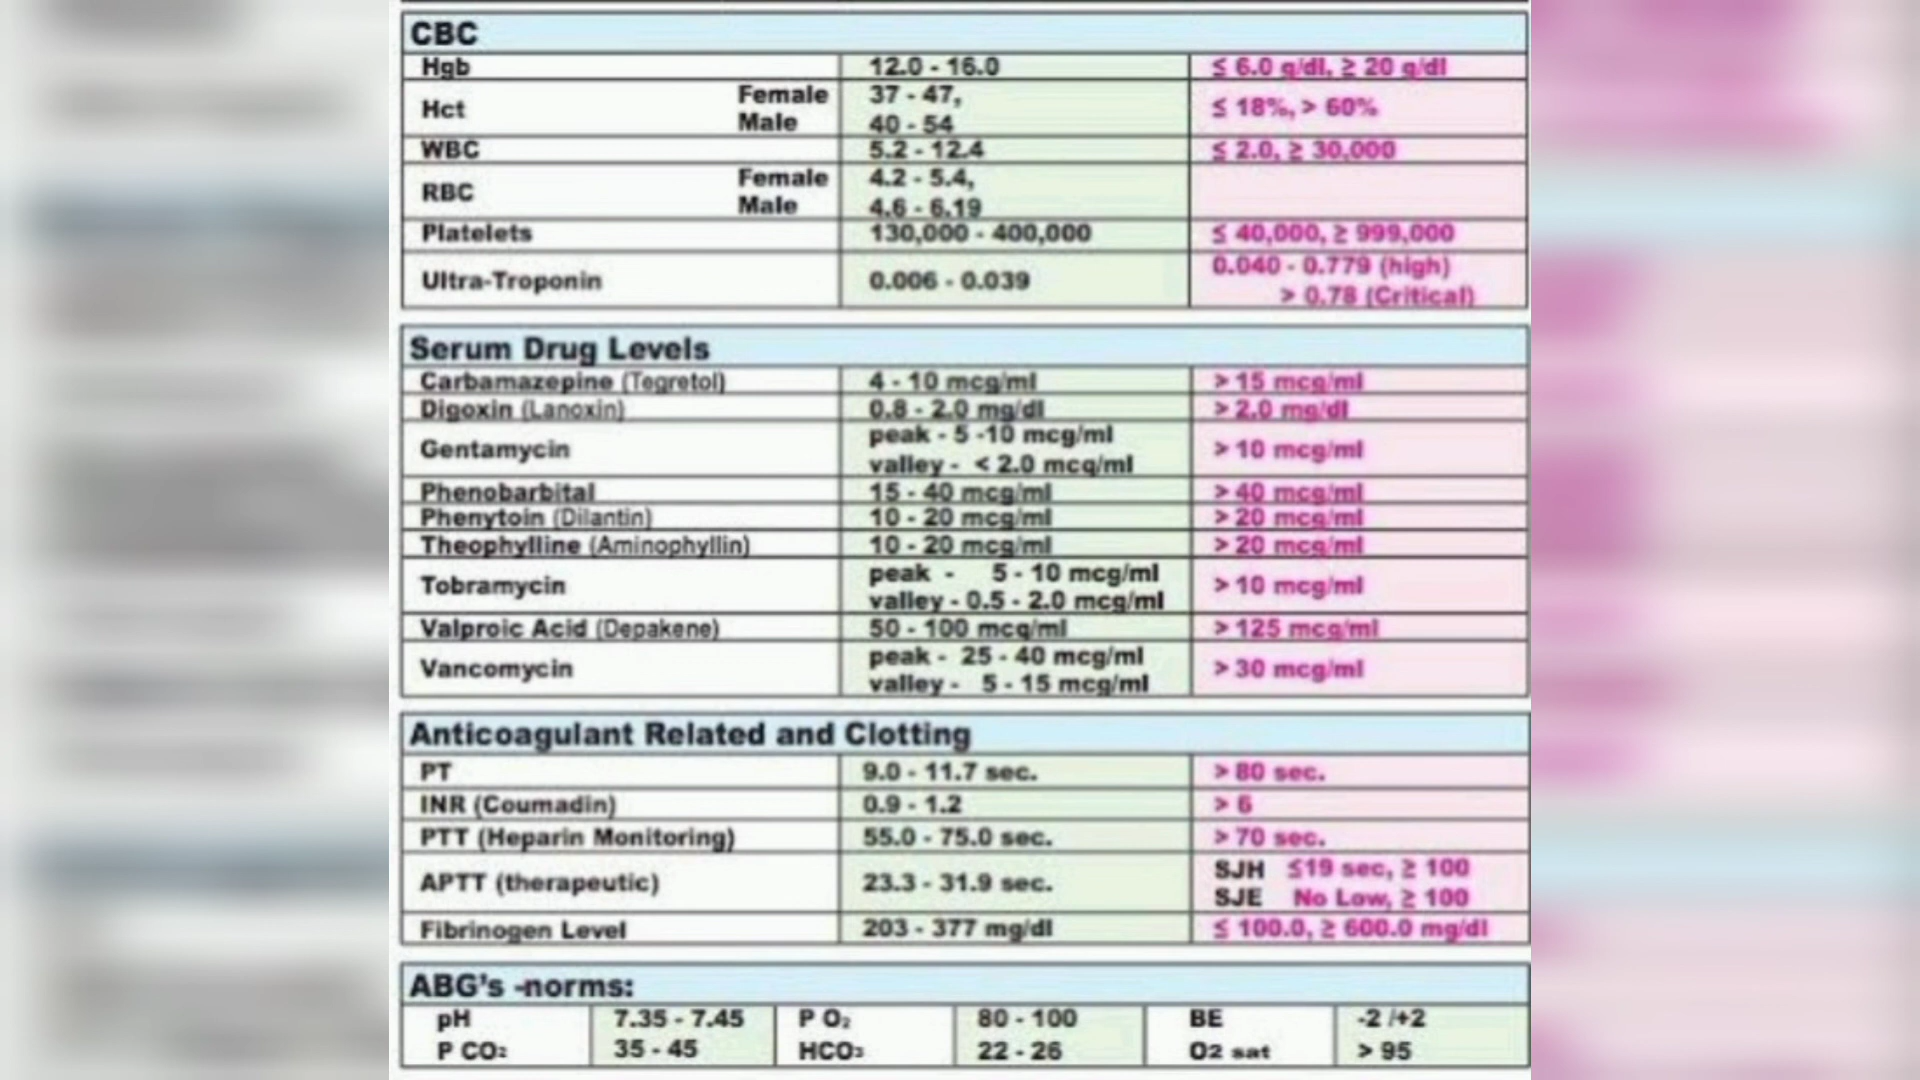 CBC
Hgb 12.0 - 16.0 ≤ 6.0 g/dl, ≥ 20 g/dl
Hct Female 37 - 47, ≤ 18%, > 60%
Male 40 - 54
WBC 5.2 - 12.4 ≤ 2.0, ≥ 30,000
RBC Female 4.2 - 5.4,
Male 4.6 - 6.19
Platelets 130,000 - 400,000 ≤ 40,000, ≥ 999,000
Ultra-Troponin 0.006 - 0.039 0.040 - 0.779 (high)
> 0.78 (Critical)
Serum Drug Levels
Carbamazepine (Tegretol) 4 - 10 mcg/ml > 15 mcg/ml
Digoxin (Lanoxin) 0.8 - 2.0 mg/dl > 2.0 mg/dl
Gentamycin peak - 5 -10 mcg/ml > 10 mcg/ml
valley - < 2.0 mcg/ml
Phenobarbital 15 - 40 mcg/ml > 40 mcg/ml
Phenytoin (Dilantin) 10 - 20 mcg/ml > 20 mcg/ml
Theophylline (Aminophyllin) 10 - 20 mcg/ml > 20 mcg/ml
Tobramycin peak - 5 - 10 mcg/ml > 10 mcg/ml
valley - 0.5 - 2.0 mcg/ml
Valproic Acid (Depakene) 50 - 100 mcg/ml > 125 mcg/ml
Vancomycin peak - 25 - 40 mcg/ml > 30 mcg/ml
valley - 5 - 15 mcg/ml
Anticoagulant Related and Clotting
PT 9.0 - 11.7 sec. > 80 sec.
INR (Coumadin) 0.9 - 1.2 > 6
PTT (Heparin Monitoring) 55.0 - 75.0 sec. > 70 sec.
APTT (therapeutic) 23.3 - 31.9 sec. SJH ≤19 sec, ≥ 100
SJE No Low, ≥ 100
Fibrinogen Level 203 - 377 mg/dl ≤ 100.0, ≥ 600.0 mg/dl
ABG's -norms:
pH 7.35 - 7.45 P O₂ 80 - 100 BE -2 /+2
P CO₂ 35 - 45 HCO₃ 22 - 26 O2 sat > 95